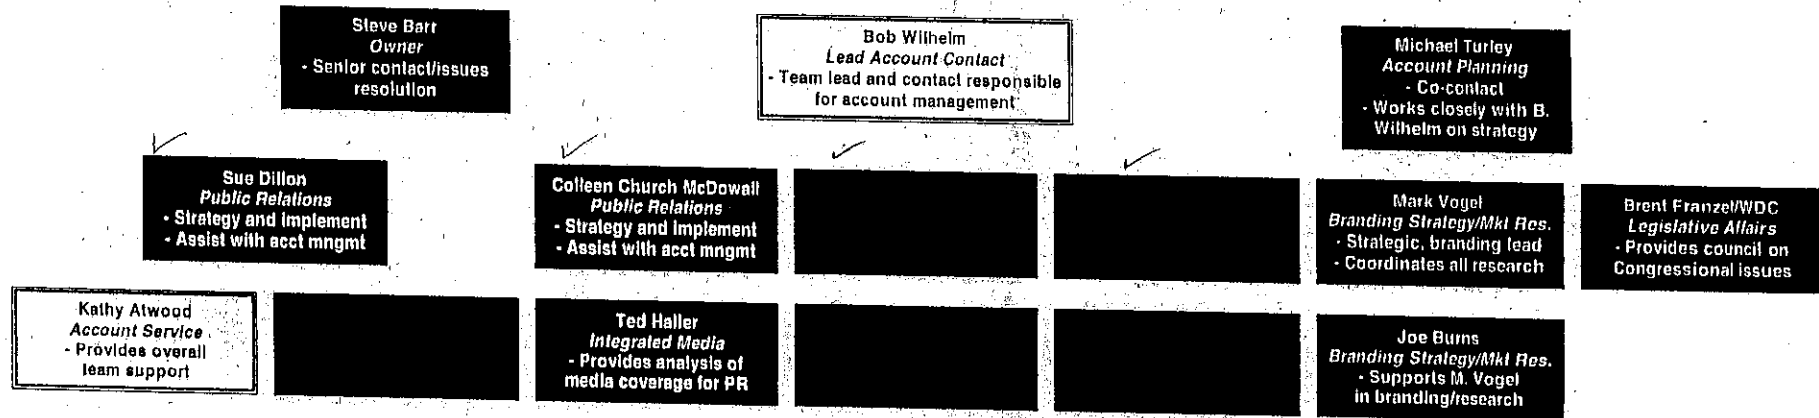 Steve Barr
Owner
- Senior contact/issues
resolution
Bob Wilhelm
Lead Account Contact
- Team lead and contact responsible
for account management
Michael Turley
Account Planning
- Co-contact
- Works closely with B.
Wilhelm on strategy
Sue Dillon
Public Relations
- Strategy and implement
- Assist with acct mngmt
Colleen Church McDowall
Public Relations
- Strategy and implement
- Assist with acct mngmt
Mark Vogel
Branding Strategy/Mkt Res.
- Strategic, branding lead
- Coordinates all research
Brent Franzel/WDC
Legislative Affairs
- Provides council on
Congressional issues
Kathy Atwood
Account Service
- Provides overall
team support
Ted Haller
Integrated Media
- Provides analysis of
media coverage for PR
Joe Burns
Branding Strategy/Mkt Res.
- Supports M. Vogel
in branding/research